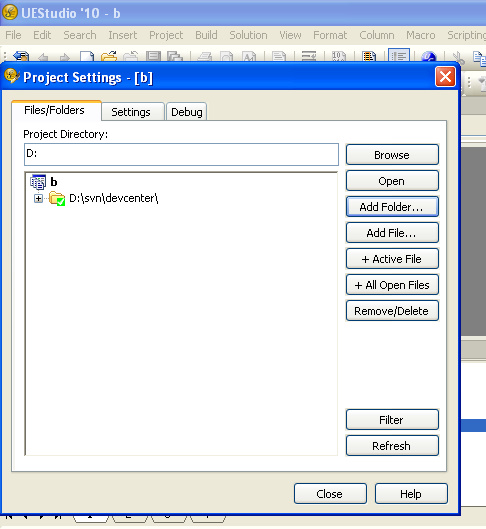 UEStudio '10 - b
File Edit Search Insert Project Build Solution View Format Column Macro Scripting
Project Settings - [b]
Files/Folders Settings Debug
Project Directory:
D:
Browse
b
Open
D:\svn\devcenter\
Add Folder...
Add File...
+ Active File
+ All Open Files
Remove/Delete
Filter
Refresh
Close Help